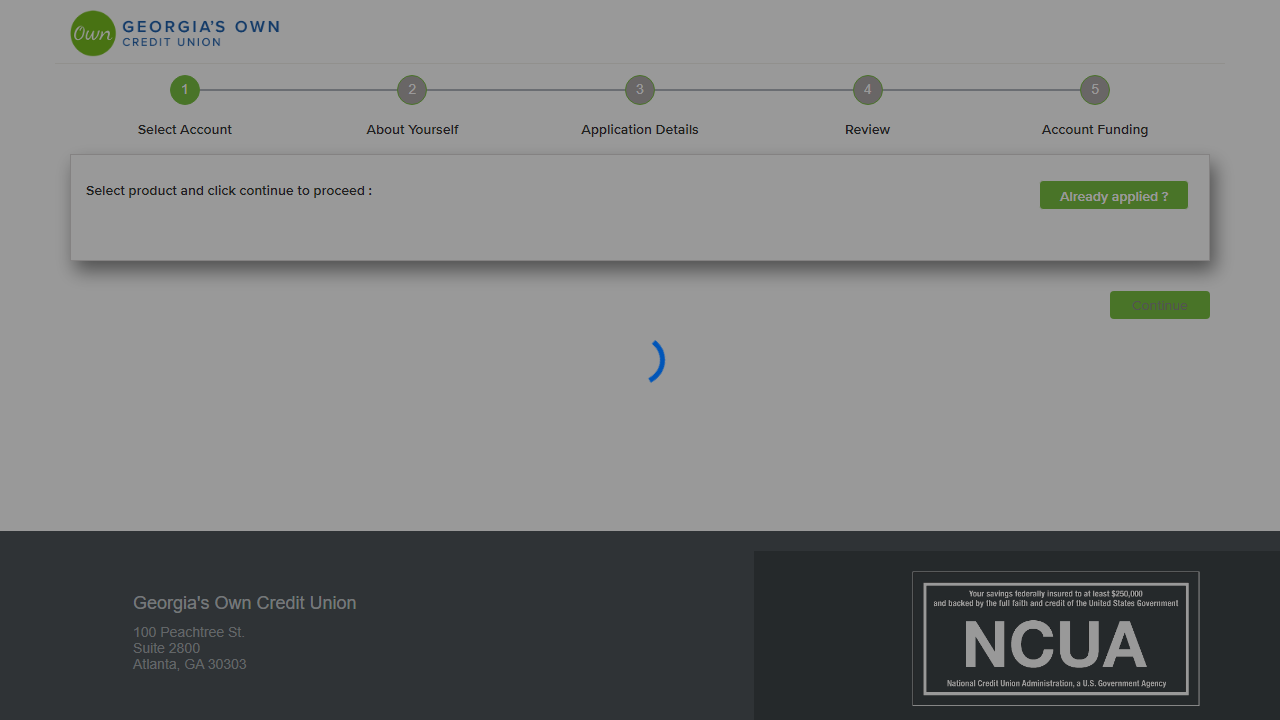 Own
GEORGIA'S OWN
CREDIT UNION
1
2
3
4
5
Select Account
About Yourself
Application Details
Review
Account Funding
Select product and click continue to proceed :
Already applied ?
Continue
Georgia's Own Credit Union
100 Peachtree St.
Suite 2800
Atlanta, GA 30303
Your savings federally insured to at least $250,000
and backed by the full faith and credit of the United States Government
NCUA
National Credit Union Administration, a U.S. Government Agency